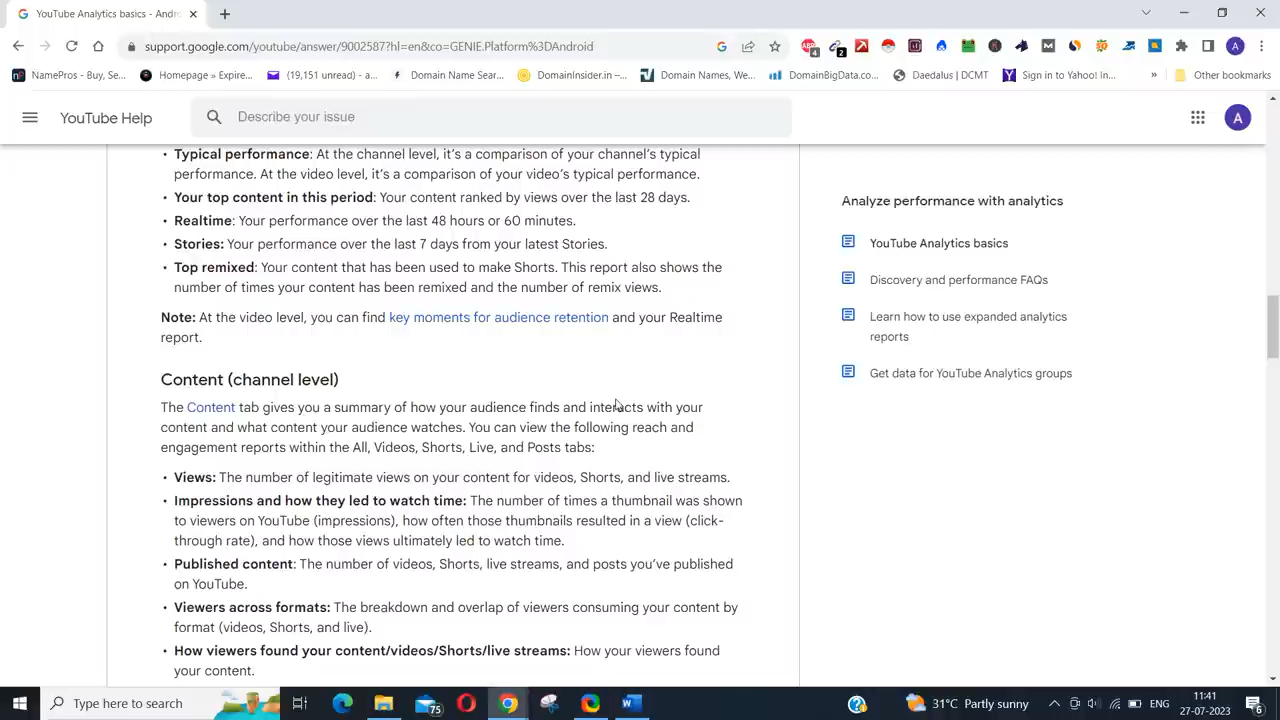 YouTube Analytics basics - Andro
support.google.com/youtube/answer/9002587?hl=en&co=GENIE.Platform%3DAndroid
NamePros - Buy, Se...
Homepage » Expire...
(19,151 unread) - a...
Domain Name Sear...
DomainInsider.in –...
Domain Names, We...
DomainBigData.co...
Daedalus | DCMT
Sign in to Yahoo! In...
»
Other bookmarks
YouTube Help
Describe your issue
A
• Typical performance: At the channel level, it's a comparison of your channel's typical
performance. At the video level, it's a comparison of your video's typical performance.
• Your top content in this period: Your content ranked by views over the last 28 days.
• Realtime: Your performance over the last 48 hours or 60 minutes.
• Stories: Your performance over the last 7 days from your latest Stories.
• Top remixed: Your content that has been used to make Shorts. This report also shows the
number of times your content has been remixed and the number of remix views.
Note: At the video level, you can find key moments for audience retention and your Realtime
report.
Content (channel level)
The Content tab gives you a summary of how your audience finds and interacts with your
content and what content your audience watches. You can view the following reach and
engagement reports within the All, Videos, Shorts, Live, and Posts tabs:
• Views: The number of legitimate views on your content for videos, Shorts, and live streams.
• Impressions and how they led to watch time: The number of times a thumbnail was shown
to viewers on YouTube (impressions), how often those thumbnails resulted in a view (click-
through rate), and how those views ultimately led to watch time.
• Published content: The number of videos, Shorts, live streams, and posts you've published
on YouTube.
• Viewers across formats: The breakdown and overlap of viewers consuming your content by
format (videos, Shorts, and live).
• How viewers found your content/videos/Shorts/live streams: How your viewers found
your content.
Analyze performance with analytics
YouTube Analytics basics
Discovery and performance FAQs
Learn how to use expanded analytics
reports
Get data for YouTube Analytics groups
Type here to search
75
31°C Partly sunny
ENG
11:41
27-07-2023
6